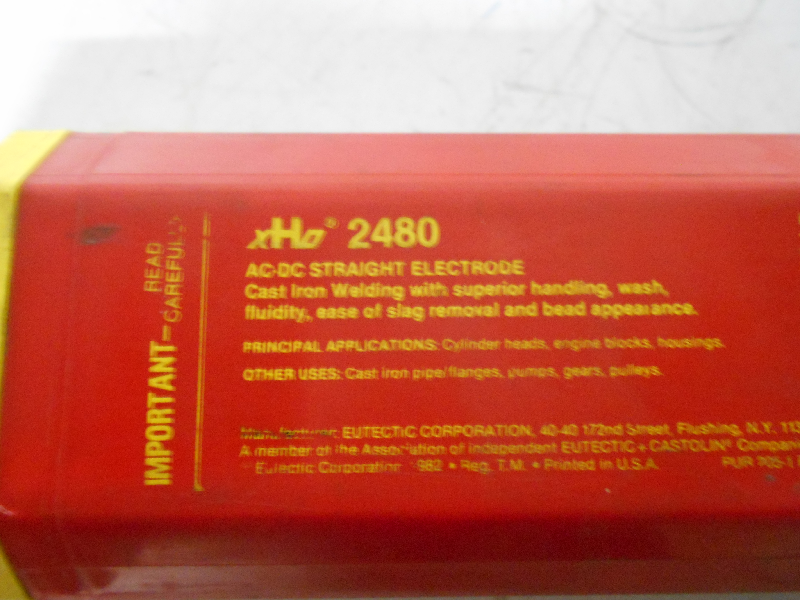 IMPORTANT—
READ
CAREFULLY
xHD® 2480
AC-DC STRAIGHT ELECTRODE
Cast Iron Welding with superior handling, wash,
fluidity, ease of slag removal and bead appearance.
PRINCIPAL APPLICATIONS: Cylinder heads, engine blocks, housings.
OTHER USES: Cast iron pipe/flanges, pumps, gears, pulleys.
Manufacturer: EUTECTIC CORPORATION, 40-40 172nd Street, Flushing, N.Y. 113
A member of the Association of Independent EUTECTIC + CASTOLIN® Compani
Eutectic Corporation 1982 • Reg. T.M. • Printed in U.S.A.